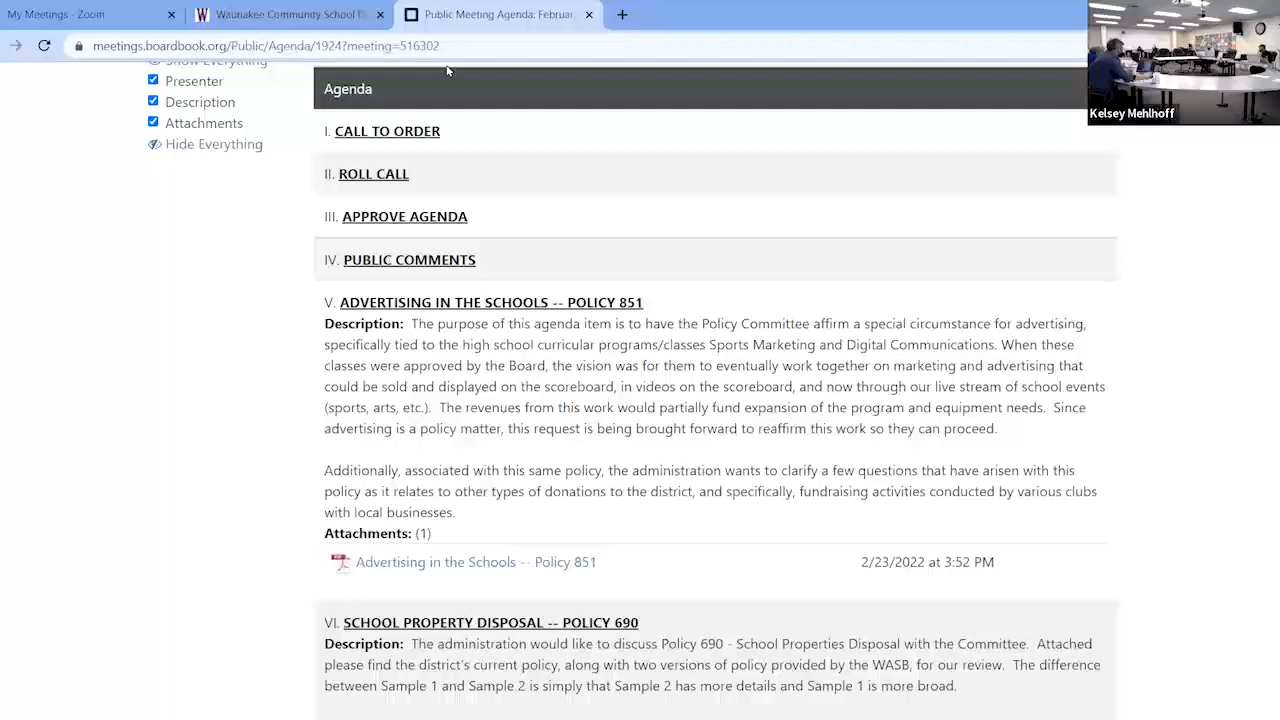 My Meetings - Zoom
Waunakee Community School
Public Meeting Agenda: Februar
meetings.boardbook.org/Public/Agenda/1924?meeting=516302
Show Everything
Presenter
Description
Attachments
Hide Everything
Agenda
I. CALL TO ORDER
II. ROLL CALL
III. APPROVE AGENDA
IV. PUBLIC COMMENTS
V. ADVERTISING IN THE SCHOOLS -- POLICY 851
Description: The purpose of this agenda item is to have the Policy Committee affirm a special circumstance for advertising,
specifically tied to the high school curricular programs/classes Sports Marketing and Digital Communications. When these
classes were approved by the Board, the vision was for them to eventually work together on marketing and advertising that
could be sold and displayed on the scoreboard, in videos on the scoreboard, and now through our live stream of school events
(sports, arts, etc.). The revenues from this work would partially fund expansion of the program and equipment needs. Since
advertising is a policy matter, this request is being brought forward to reaffirm this work so they can proceed.
Additionally, associated with this same policy, the administration wants to clarify a few questions that have arisen with this
policy as it relates to other types of donations to the district, and specifically, fundraising activities conducted by various clubs
with local businesses.
Attachments: (1)
Advertising in the Schools -- Policy 851 2/23/2022 at 3:52 PM
VI. SCHOOL PROPERTY DISPOSAL -- POLICY 690
Description: The administration would like to discuss Policy 690 - School Properties Disposal with the Committee. Attached
please find the district's current policy, along with two versions of policy provided by the WASB, for our review. The difference
between Sample 1 and Sample 2 is simply that Sample 2 has more details and Sample 1 is more broad.
Kelsey Mehlhoff